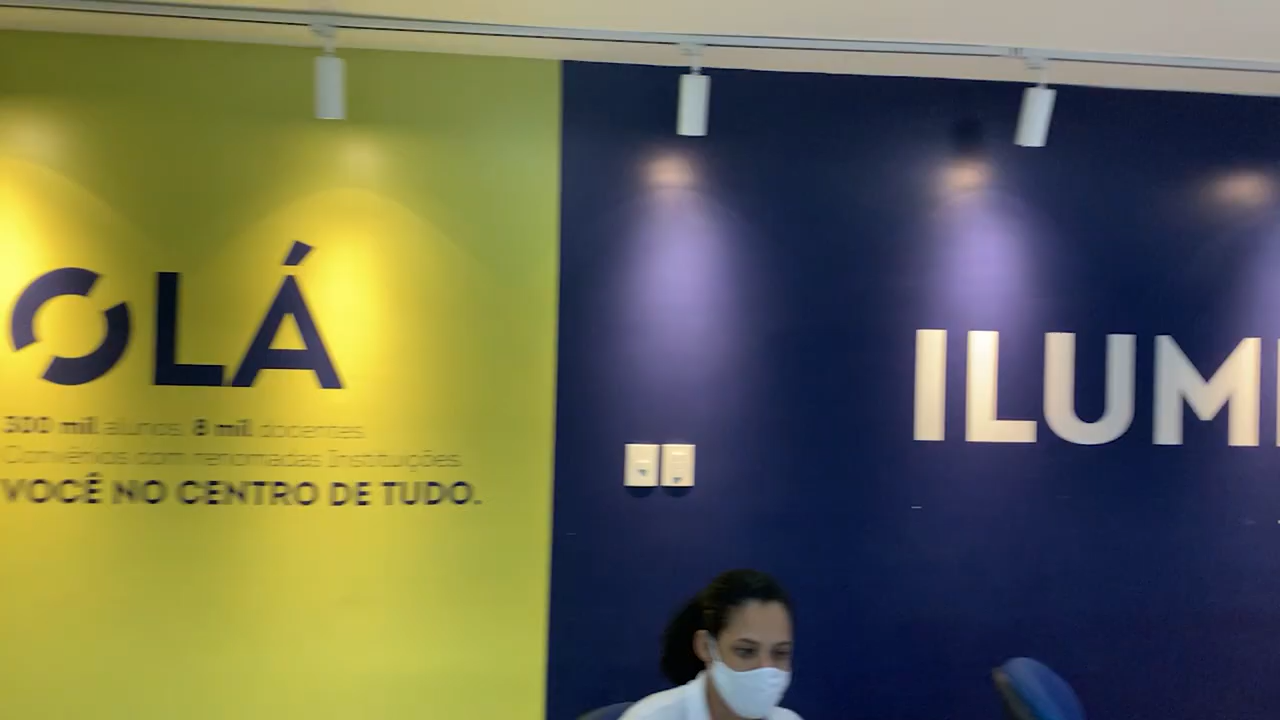 OLÁ
300 mil alunos. 8 mil docentes.
Convênios com renomadas Instituições.
VOCÊ NO CENTRO DE TUDO.
ILUM